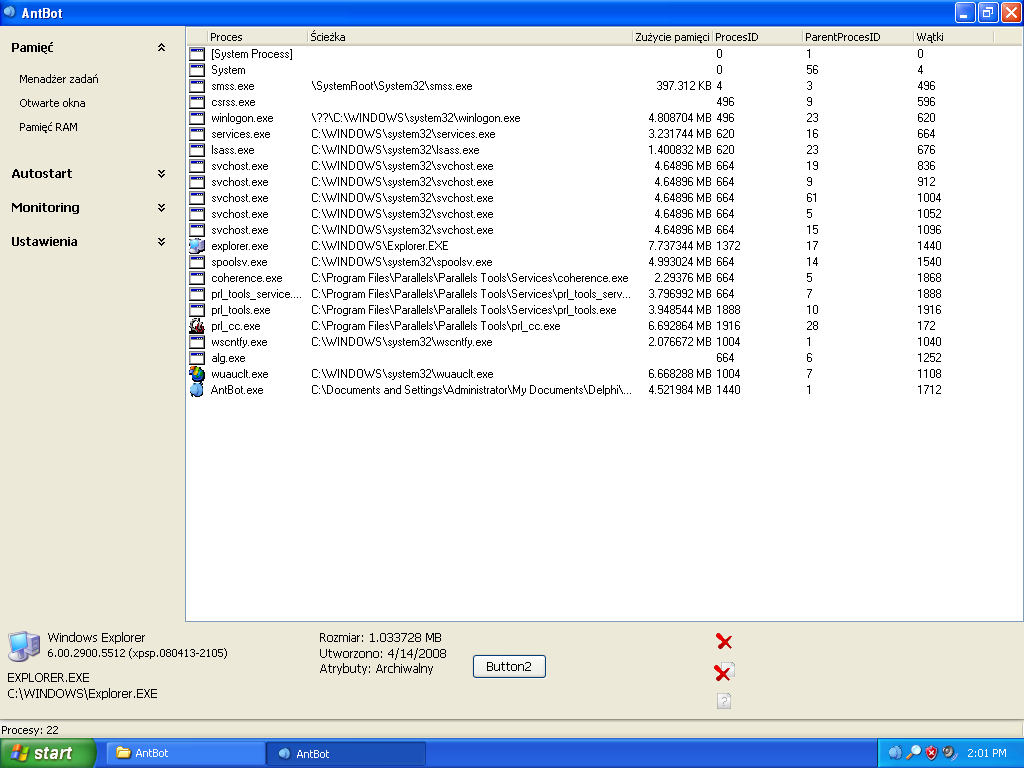 AntBot
Pamięć
Menadżer zadań
Otwarte okna
Pamięć RAM
Autostart
Monitoring
Ustawienia
Proces Ścieżka Zużycie pamięci ProcesID ParentProcesID Wątki
[System Process] 0 1 0
System 0 56 4
smss.exe \SystemRoot\System32\smss.exe 397.312 KB 4 3 496
csrss.exe 496 9 596
winlogon.exe \??\C:\WINDOWS\system32\winlogon.exe 4.808704 MB 496 23 620
services.exe C:\WINDOWS\system32\services.exe 3.231744 MB 620 16 664
lsass.exe C:\WINDOWS\system32\lsass.exe 1.400832 MB 620 23 676
svchost.exe C:\WINDOWS\system32\svchost.exe 4.64896 MB 664 19 836
svchost.exe C:\WINDOWS\system32\svchost.exe 4.64896 MB 664 9 912
svchost.exe C:\WINDOWS\system32\svchost.exe 4.64896 MB 664 61 1004
svchost.exe C:\WINDOWS\system32\svchost.exe 4.64896 MB 664 5 1052
svchost.exe C:\WINDOWS\system32\svchost.exe 4.64896 MB 664 15 1096
explorer.exe C:\WINDOWS\Explorer.EXE 7.737344 MB 1372 17 1440
spoolsv.exe C:\WINDOWS\system32\spoolsv.exe 4.993024 MB 664 14 1540
coherence.exe C:\Program Files\Parallels\Parallels Tools\Services\coherence.exe 2.29376 MB 664 5 1868
prl_tools_service.... C:\Program Files\Parallels\Parallels Tools\Services\prl_tools_serv... 3.796992 MB 664 7 1888
prl_tools.exe C:\Program Files\Parallels\Parallels Tools\Services\prl_tools.exe 3.948544 MB 1888 10 1916
prl_cc.exe C:\Program Files\Parallels\Parallels Tools\prl_cc.exe 6.692864 MB 1916 28 172
wscntfy.exe C:\WINDOWS\system32\wscntfy.exe 2.076672 MB 1004 1 1040
alg.exe 664 6 1252
wuauclt.exe C:\WINDOWS\system32\wuauclt.exe 6.668288 MB 1004 7 1108
AntBot.exe C:\Documents and Settings\Administrator\My Documents\Delphi\... 4.521984 MB 1440 1 1712
Windows Explorer
6.00.2900.5512 (xpsp.080413-2105)
EXPLORER.EXE
C:\WINDOWS\Explorer.EXE
Rozmiar: 1.033728 MB
Utworzono: 4/14/2008
Atrybuty: Archiwalny
Button2
Procesy: 22
start AntBot AntBot 2:01 PM